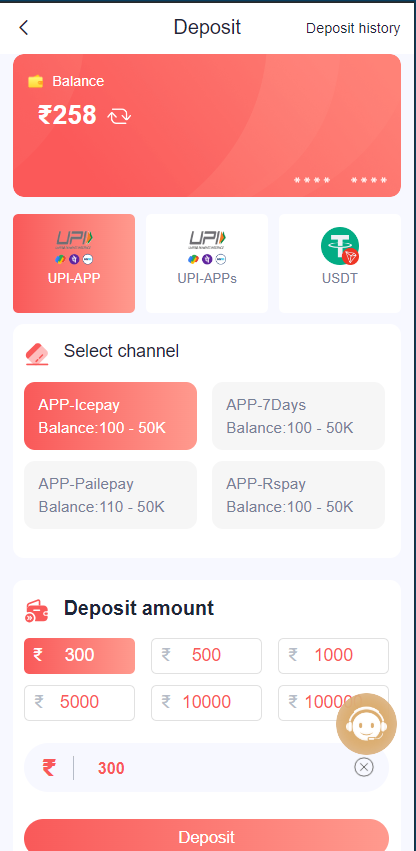 Deposit
Deposit history
Balance
₹258
**** ****
UPI
UPI
UPI-APP
UPI-APPs
USDT
Select channel
APP-Icepay
Balance:100 - 50K
APP-7Days
Balance:100 - 50K
APP-Pailepay
Balance:110 - 50K
APP-Rspay
Balance:100 - 50K
Deposit amount
₹ 300
₹ 500
₹ 1000
₹ 5000
₹ 10000
₹
₹ 300
Deposit